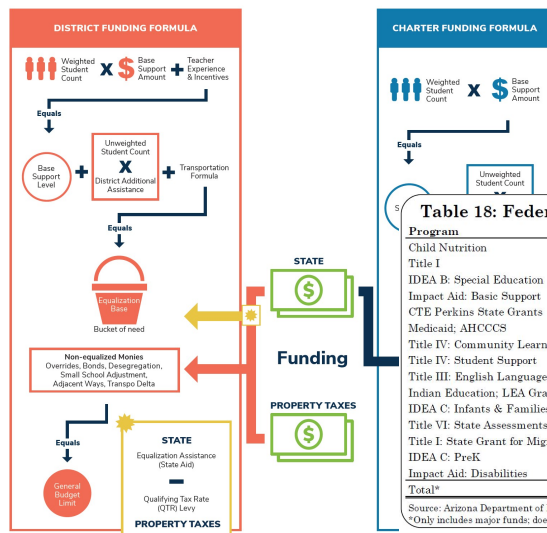 DISTRICT FUNDING FORMULA
Weighted
Student
Count
X
$
Base
Support
Amount
+
Teacher
Experience
& Incentives
Equals
Base
Support
Level
+
Unweighted
Student Count
X
District Additional
Assistance
+
Transportation
Formula
Equals
Equalization
Base
Bucket of need
Non-equalized Monies
Overrides, Bonds, Desegregation,
Small School Adjustment,
Adjacent Ways, Transpo Delta
Equals
General
Budget
Limit
STATE
Equalization Assistance
(State Aid)
Qualifying Tax Rate
(QTR) Levy
PROPERTY TAXES
STATE
$
Funding
PROPERTY TAXES
$
CHARTER FUNDING FORMULA
Weighted
Student
Count
X
$
Base
Support
Amount
Equals
Unweighted
Student Count
S
Table 18: Feder
Program
Child Nutrition
Title I
IDEA B: Special Education
Impact Aid: Basic Support
CTE Perkins State Grants
Medicaid; AHCCCS
Title IV: Community Learn
Title IV: Student Support
Title III: English Language
Indian Education; LEA Gra
IDEA C: Infants & Families
Title VI: State Assessments
Title I: State Grant for Mig
IDEA C: PreK
Impact Aid: Disabilities
Total*
Source: Arizona Department of
*Only includes major funds; doe